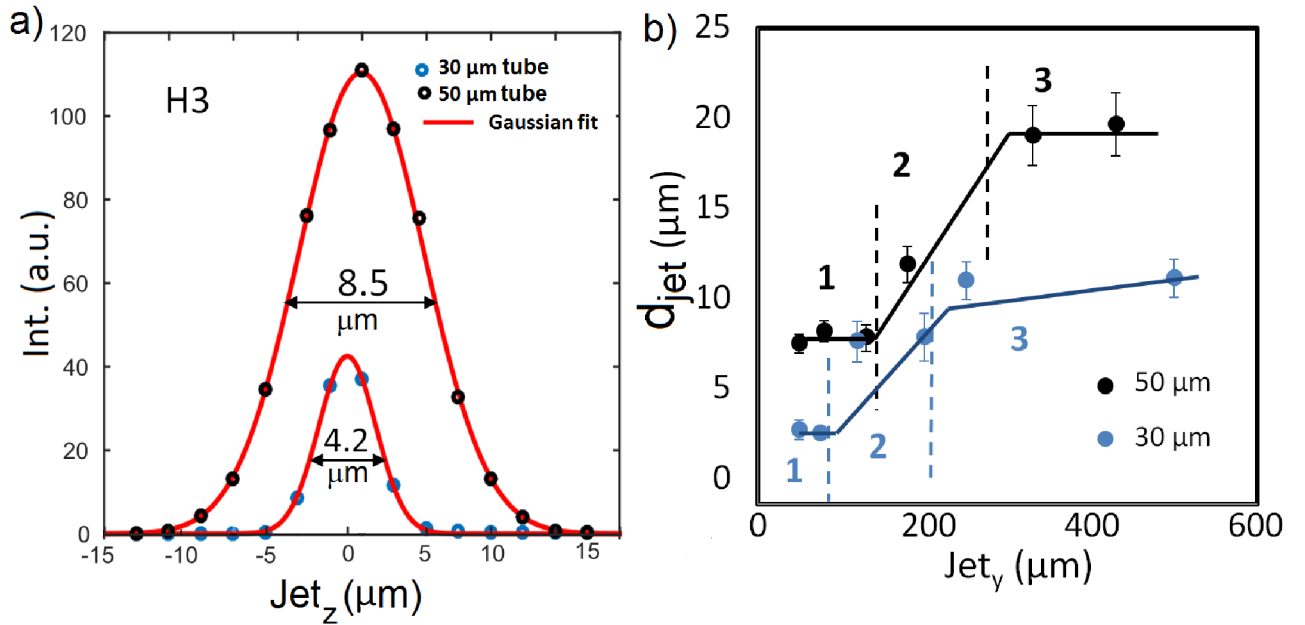 a)
120
100
80
60
40
20
0
Int. (a.u.)
H3
30 µm tube
50 µm tube
Gaussian fit
8.5
µm
4.2
µm
-15 -10 -5 0 5 10 15
Jetz (µm)
b)
25
20
15
10
5
0
djet (µm)
1
2
3
1
2
3
50 µm
30 µm
0 200 400 600
Jety (µm)